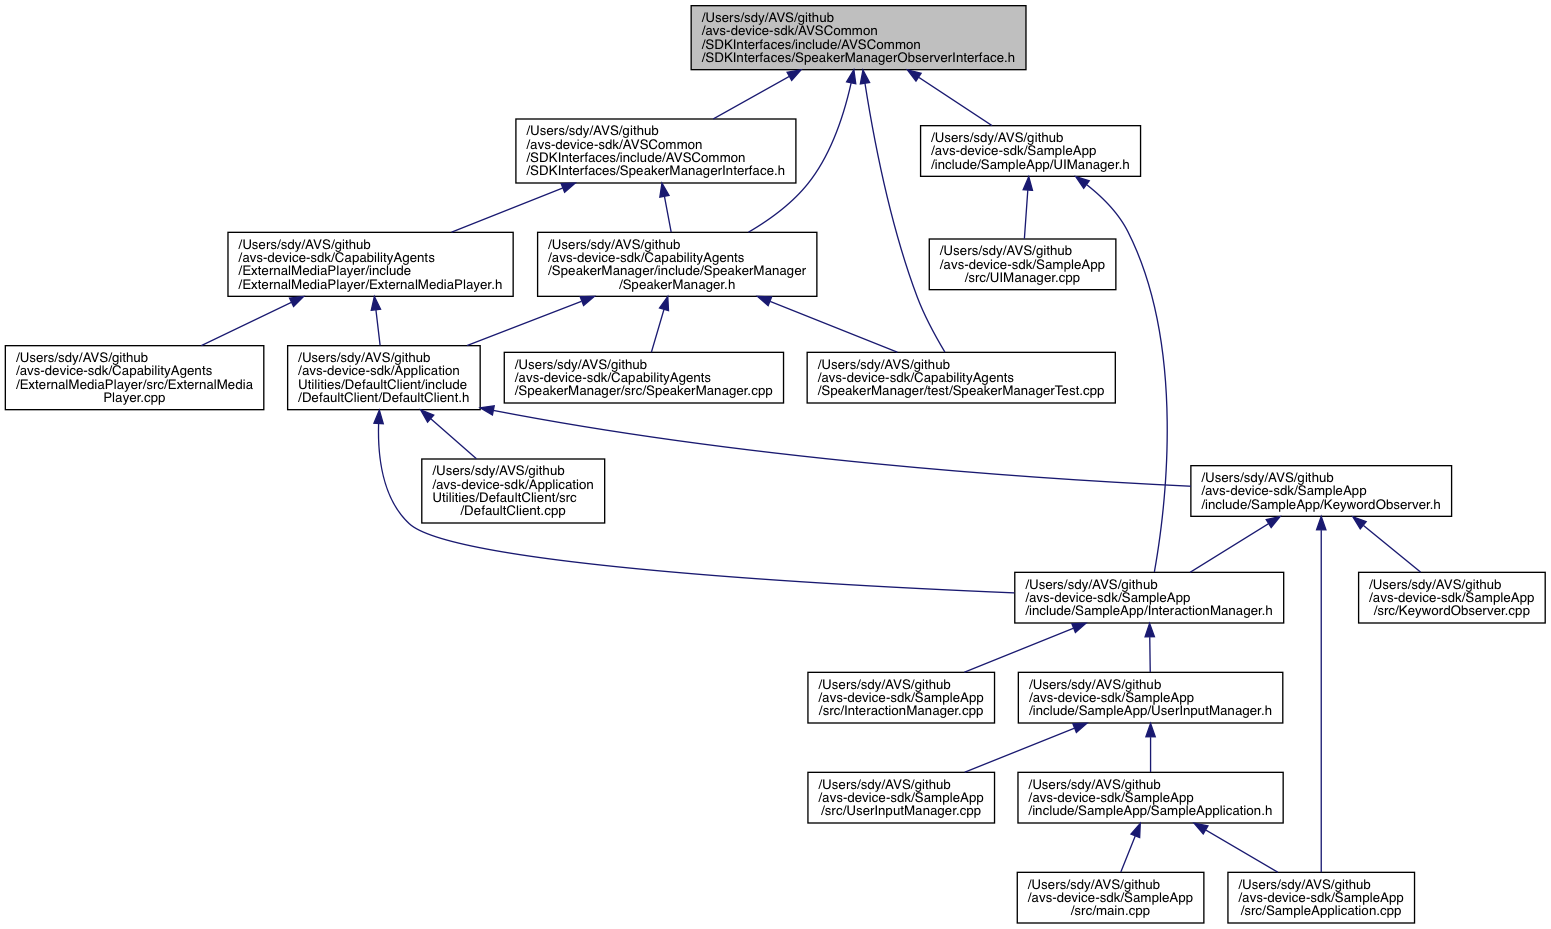 /Users/sdy/AVS/github
/avs-device-sdk/AVSCommon
/SDKInterfaces/include/AVSCommon
/SDKInterfaces/SpeakerManagerObserverInterface.h
/Users/sdy/AVS/github
/avs-device-sdk/AVSCommon
/SDKInterfaces/include/AVSCommon
/SDKInterfaces/SpeakerManagerInterface.h
/Users/sdy/AVS/github
/avs-device-sdk/SampleApp
/include/SampleApp/UIManager.h
/Users/sdy/AVS/github
/avs-device-sdk/CapabilityAgents
/ExternalMediaPlayer/include
/ExternalMediaPlayer/ExternalMediaPlayer.h
/Users/sdy/AVS/github
/avs-device-sdk/CapabilityAgents
/SpeakerManager/include/SpeakerManager
/SpeakerManager.h
/Users/sdy/AVS/github
/avs-device-sdk/SampleApp
/src/UIManager.cpp
/Users/sdy/AVS/github
/avs-device-sdk/CapabilityAgents
/ExternalMediaPlayer/src/ExternalMedia
Player.cpp
/Users/sdy/AVS/github
/avs-device-sdk/Application
Utilities/DefaultClient/include
/DefaultClient/DefaultClient.h
/Users/sdy/AVS/github
/avs-device-sdk/CapabilityAgents
/SpeakerManager/src/SpeakerManager.cpp
/Users/sdy/AVS/github
/avs-device-sdk/CapabilityAgents
/SpeakerManager/test/SpeakerManagerTest.cpp
/Users/sdy/AVS/github
/avs-device-sdk/Application
Utilities/DefaultClient/src
/DefaultClient.cpp
/Users/sdy/AVS/github
/avs-device-sdk/SampleApp
/include/SampleApp/KeywordObserver.h
/Users/sdy/AVS/github
/avs-device-sdk/SampleApp
/include/SampleApp/InteractionManager.h
/Users/sdy/AVS/github
/avs-device-sdk/SampleApp
/src/KeywordObserver.cpp
/Users/sdy/AVS/github
/avs-device-sdk/SampleApp
/src/InteractionManager.cpp
/Users/sdy/AVS/github
/avs-device-sdk/SampleApp
/include/SampleApp/UserInputManager.h
/Users/sdy/AVS/github
/avs-device-sdk/SampleApp
/src/UserInputManager.cpp
/Users/sdy/AVS/github
/avs-device-sdk/SampleApp
/include/SampleApp/SampleApplication.h
/Users/sdy/AVS/github
/avs-device-sdk/SampleApp
/src/main.cpp
/Users/sdy/AVS/github
/avs-device-sdk/SampleApp
/src/SampleApplication.cpp